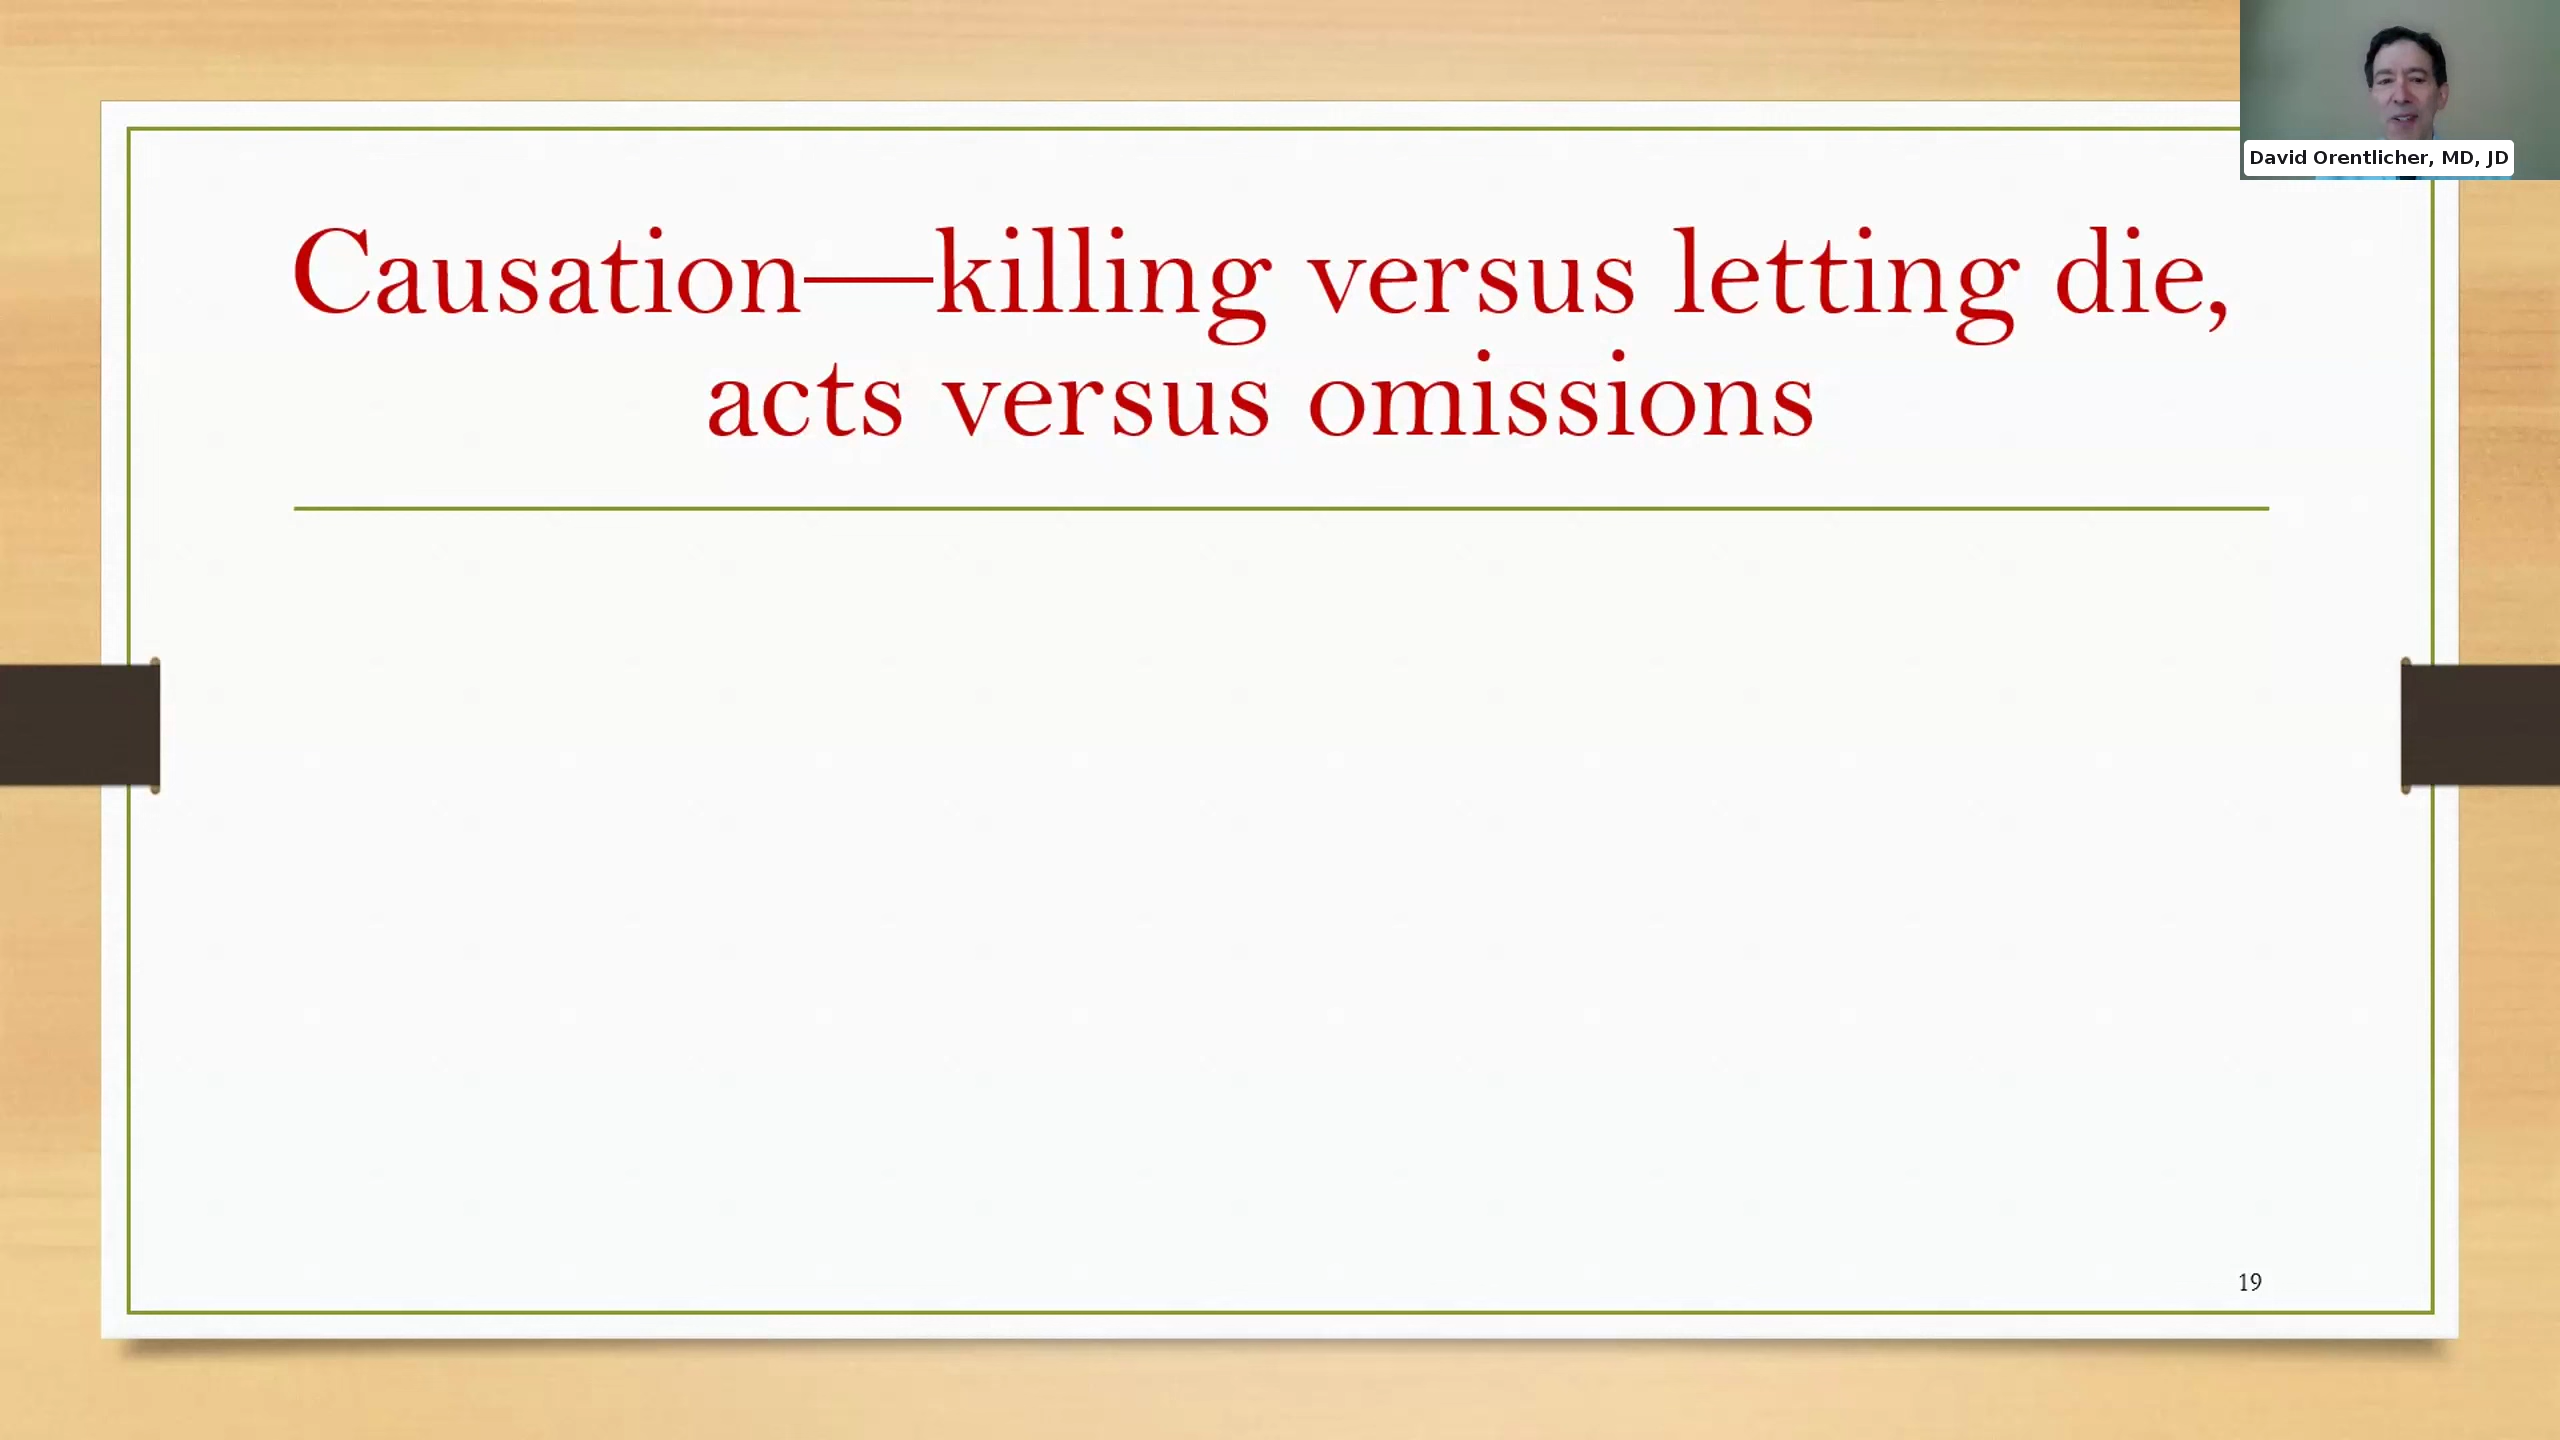 David Orentlicher, MD, JD
Causation—killing versus letting die,
acts versus omissions
19